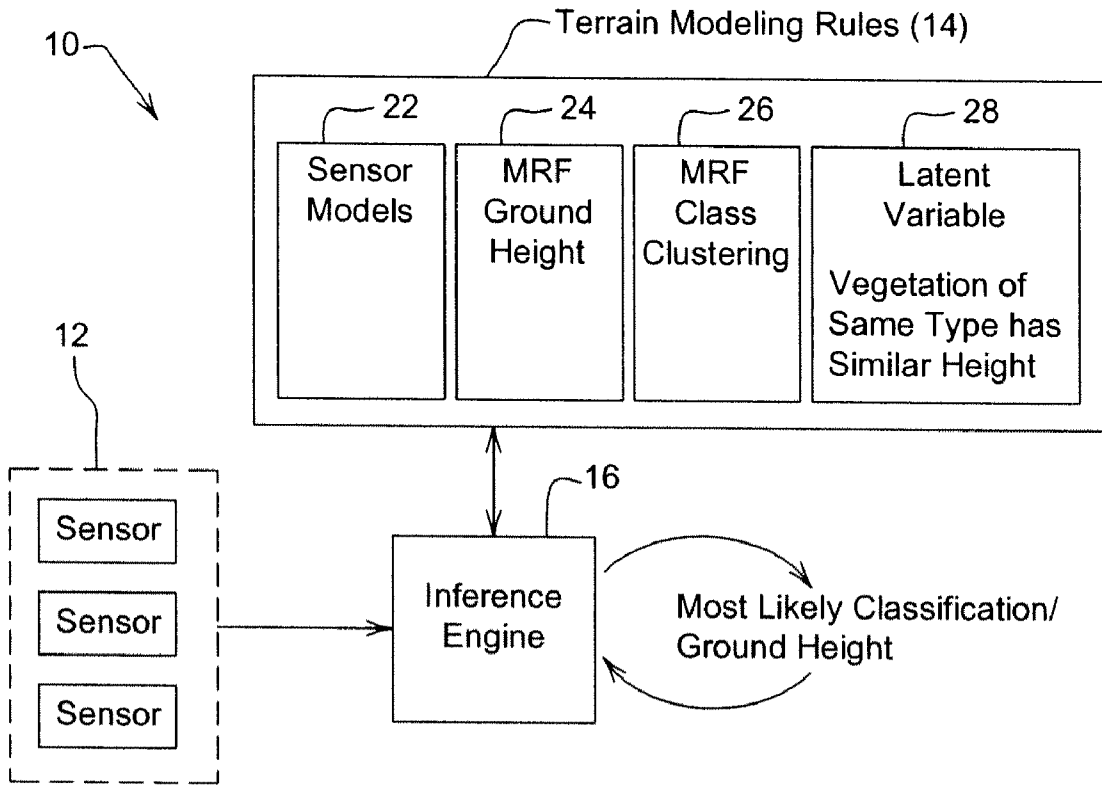 10
Terrain Modeling Rules (14)
22
24
26
28
Sensor
Models
MRF
Ground
Height
MRF
Class
Clustering
Latent
Variable
Vegetation of
Same Type has
Similar Height
12
Sensor
Sensor
Sensor
16
Inference
Engine
Most Likely Classification/
Ground Height